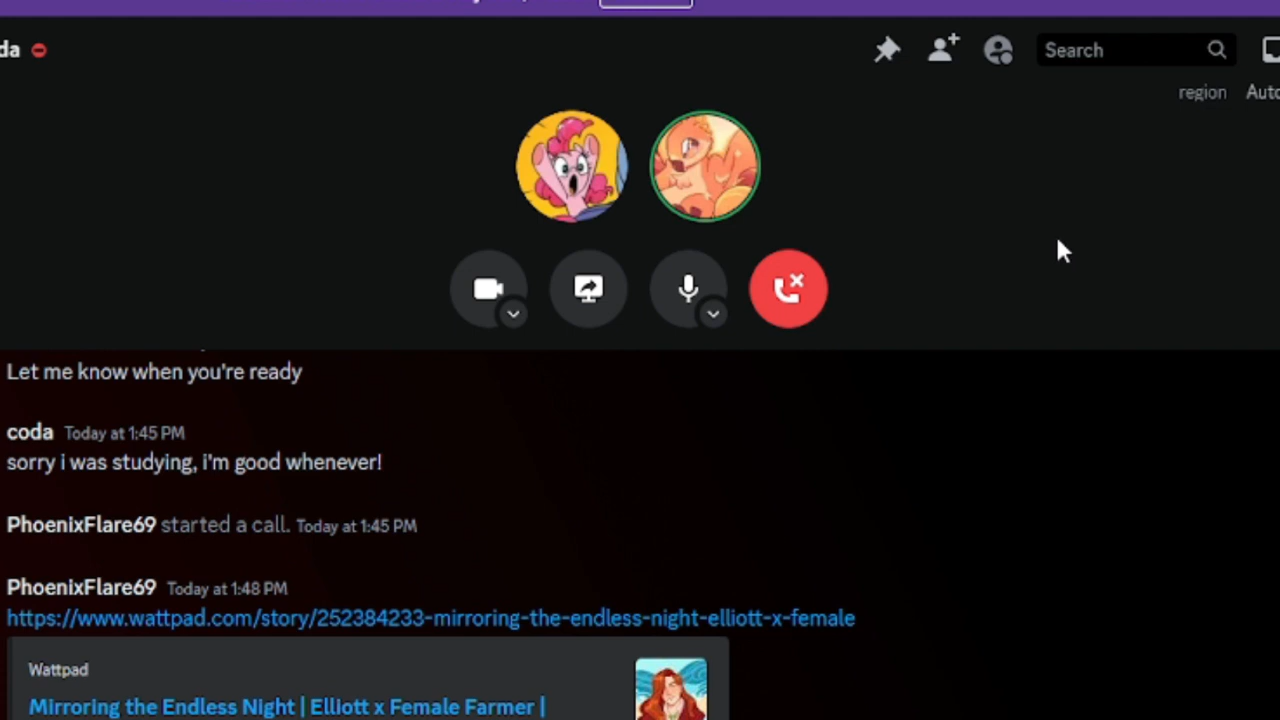 da
Search
region Auto
Let me know when you're ready
coda Today at 1:45 PM
sorry i was studying, i'm good whenever!
PhoenixFlare69 started a call. Today at 1:45 PM
PhoenixFlare69 Today at 1:48 PM
https://www.wattpad.com/story/252384233-mirroring-the-endless-night-elliott-x-female
Wattpad
Mirroring the Endless Night | Elliott x Female Farmer |